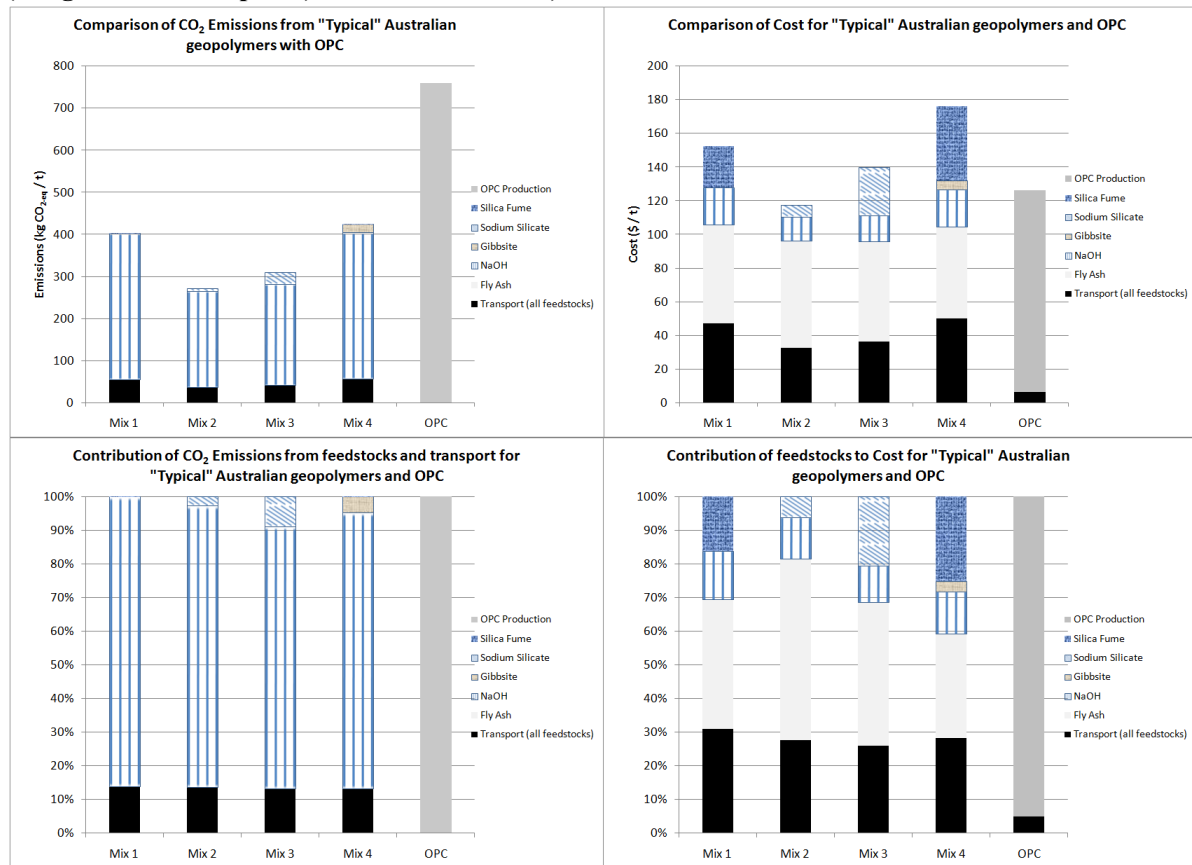 Comparison of CO2 Emissions from "Typical" Australian
geopolymers with OPC
800
700
600
500
400
300
200
100
0
Emissions (kg CO2-eq / t)
Mix 1 Mix 2 Mix 3 Mix 4 OPC
OPC Production
Silica Fume
Sodium Silicate
Gibbsite
NaOH
Fly Ash
Transport (all feedstocks)
Comparison of Cost for "Typical" Australian geopolymers and OPC
200
180
160
140
120
100
80
60
40
20
0
Cost ($ / t)
Mix 1 Mix 2 Mix 3 Mix 4 OPC
OPC Production
Silica Fume
Sodium Silicate
Gibbsite
NaOH
Fly Ash
Transport (all feedstocks)
Contribution of CO2 Emissions from feedstocks and transport for
"Typical" Australian geopolymers and OPC
100%
90%
80%
70%
60%
50%
40%
30%
20%
10%
0%
Mix 1 Mix 2 Mix 3 Mix 4 OPC
OPC Production
Silica Fume
Sodium Silicate
Gibbsite
NaOH
Fly Ash
Transport (all feedstocks)
Contribution of feedstocks to Cost for "Typical" Australian
geopolymers and OPC
100%
90%
80%
70%
60%
50%
40%
30%
20%
10%
0%
Mix 1 Mix 2 Mix 3 Mix 4 OPC
OPC Production
Silica Fume
Sodium Silicate
Gibbsite
NaOH
Fly Ash
Transport (all feedstocks)